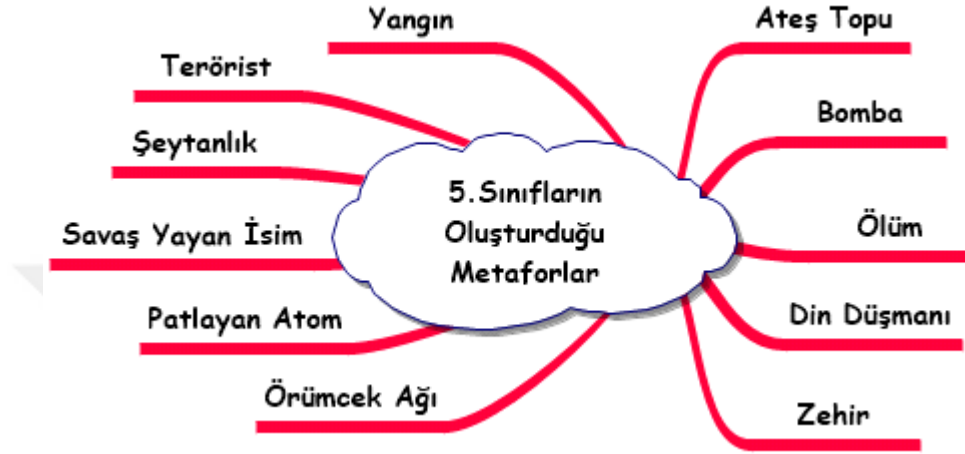 Yangın
Ateş Topu
Terörist
Bomba
Şeytanlık
5.Sınıfların
Oluşturduğu
Metaforlar
Savaş Yayan İsim
Ölüm
Patlayan Atom
Din Düşmanı
Örümcek Ağı
Zehir